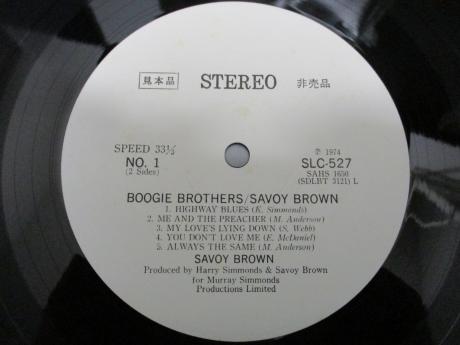 見本品 STEREO 非売品
SPEED 33⅓ ℗ 1974
NO. 1 SLC-527
(2 Sides) SAHS 1650
(SDLBT 3121) L
BOOGIE BROTHERS/SAVOY BROWN
1. HIGHWAY BLUES (K. Simmonds)
2. ME AND THE PREACHER (M. Anderson)
3. MY LOVE'S LYING DOWN (S. Webb)
4. YOU DON'T LOVE ME (E. McDaniel)
5. ALWAYS THE SAME (M. Anderson)
SAVOY BROWN
Produced by Harry Simmonds & Savoy Brown
for Murray Simmonds
Productions Limited